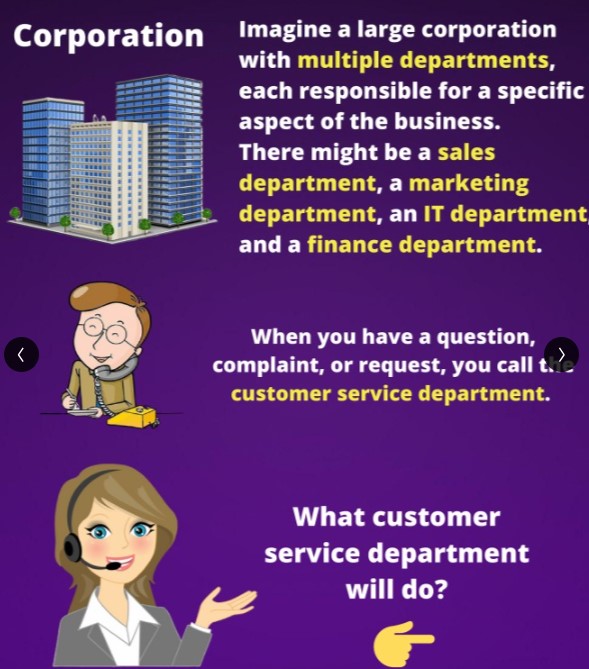 Corporation
Imagine a large corporation
with multiple departments,
each responsible for a specific
aspect of the business.
There might be a sales
department, a marketing
department, an IT department,
and a finance department.
When you have a question,
complaint, or request, you call the
customer service department.
What customer
service department
will do?